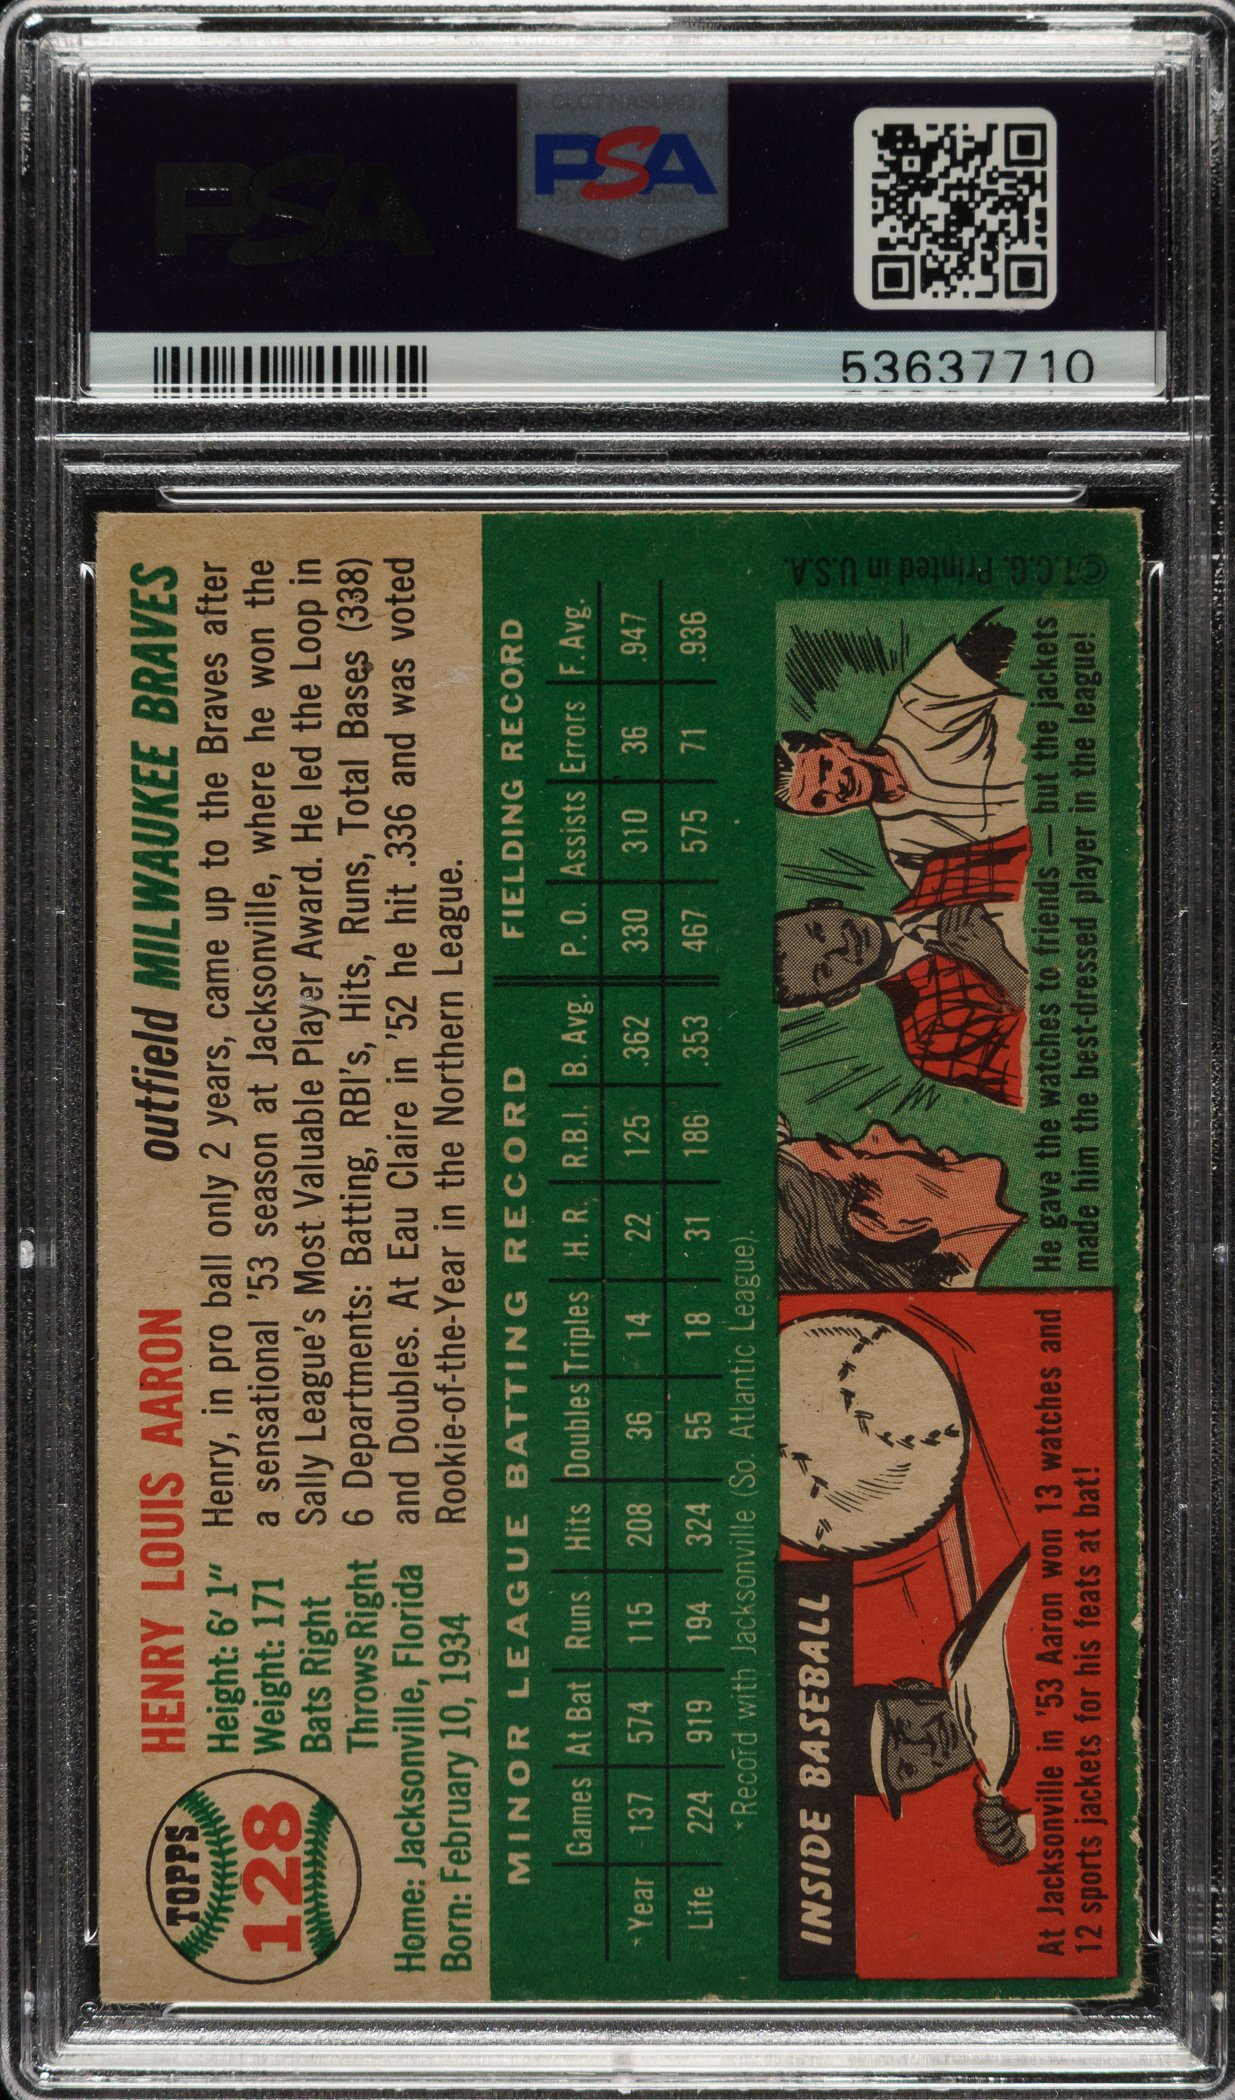 PSA
PSA
CLCT NASDAQ
53637710
TOPPS
128
HENRY LOUIS AARON
outfield MILWAUKEE BRAVES
Height: 6' 1"
Weight: 171
Bats Right
Throws Right
Home: Jacksonville, Florida
Born: February 10, 1934
Henry, in pro ball only 2 years, came up to the Braves after
a sensational '53 season at Jacksonville, where he won the
Sally League's Most Valuable Player Award. He led the Loop in
6 Departments: Batting, RBI's, Hits, Runs, Total Bases (338)
and Doubles. At Eau Claire in '52 he hit .336 and was voted
Rookie-of-the-Year in the Northern League.
MINOR LEAGUE BATTING RECORD FIELDING RECORD
Games At Bat Runs Hits Doubles Triples H. R. R.B.I. B. Avg. P. O. Assists Errors F. Avg.
*Year 137 574 115 208 36 14 22 125 .362 330 310 36 .947
Life 224 919 194 324 55 18 31 186 .353 467 575 71 .936
*Record with Jacksonville (So. Atlantic League).
INSIDE BASEBALL
At Jacksonville in '53 Aaron won 13 watches and
12 sports jackets for his feats at bat!
He gave the watches to friends — but the jackets
made him the best-dressed player in the league!
©T.C.G. Printed in U.S.A.